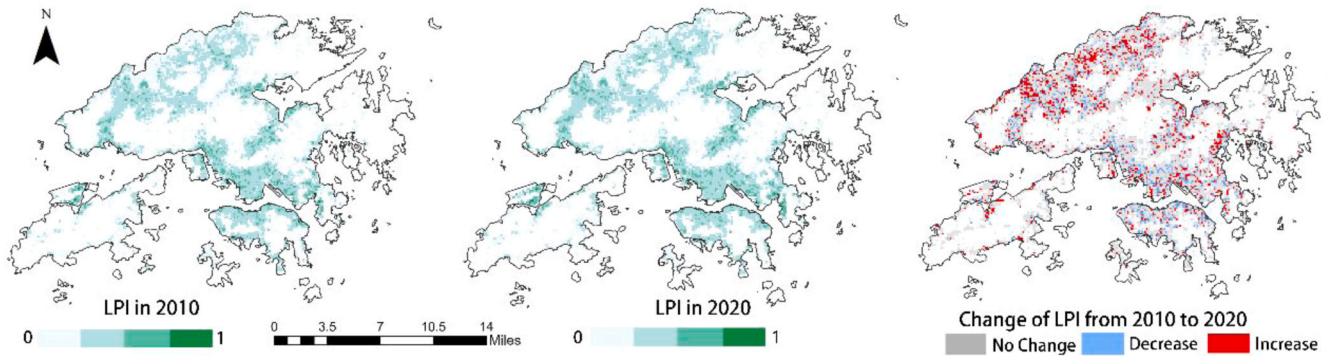 N
LPI in 2010
0 1
0 3.5 7 10.5 14
Miles
LPI in 2020
0 1
Change of LPI from 2010 to 2020
No Change Decrease Increase